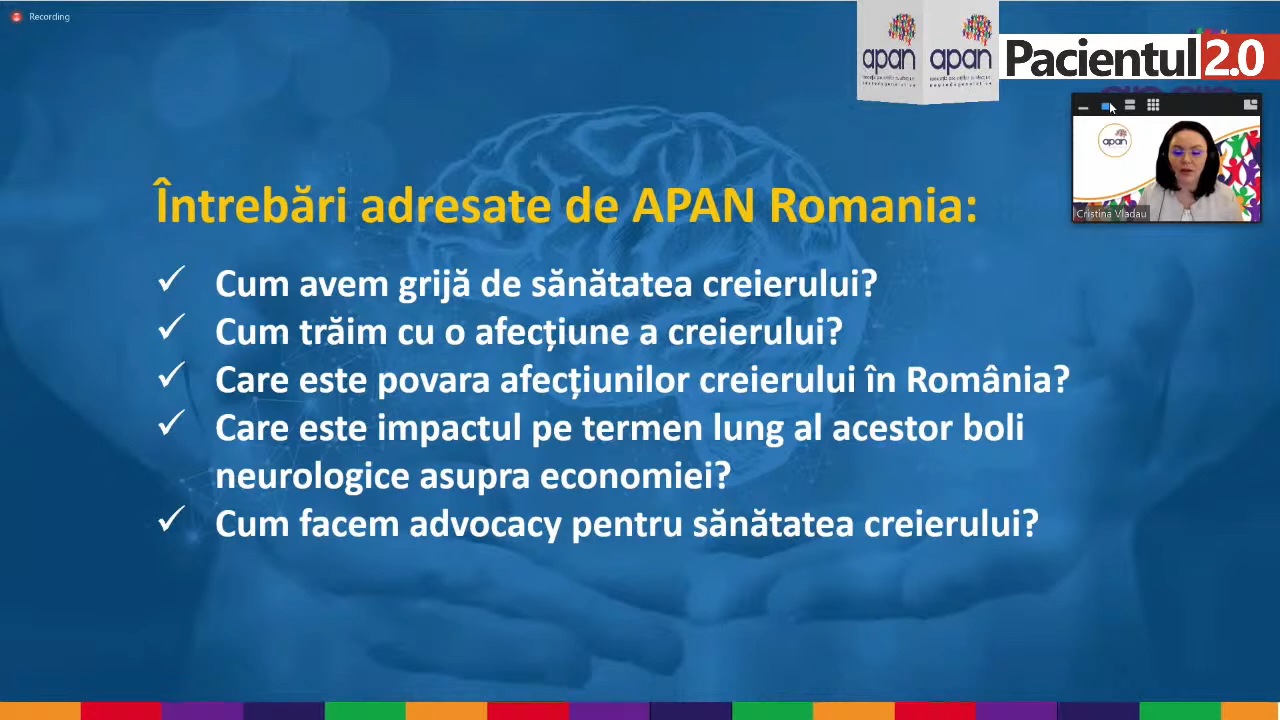 Recording
apan
apan
Pacientul 2.0
apan
Cristina Vladau
Întrebări adresate de APAN Romania:
✓ Cum avem grijă de sănătatea creierului?
✓ Cum trăim cu o afecțiune a creierului?
✓ Care este povara afecțiunilor creierului în România?
✓ Care este impactul pe termen lung al acestor boli
neurologice asupra economiei?
✓ Cum facem advocacy pentru sănătatea creierului?